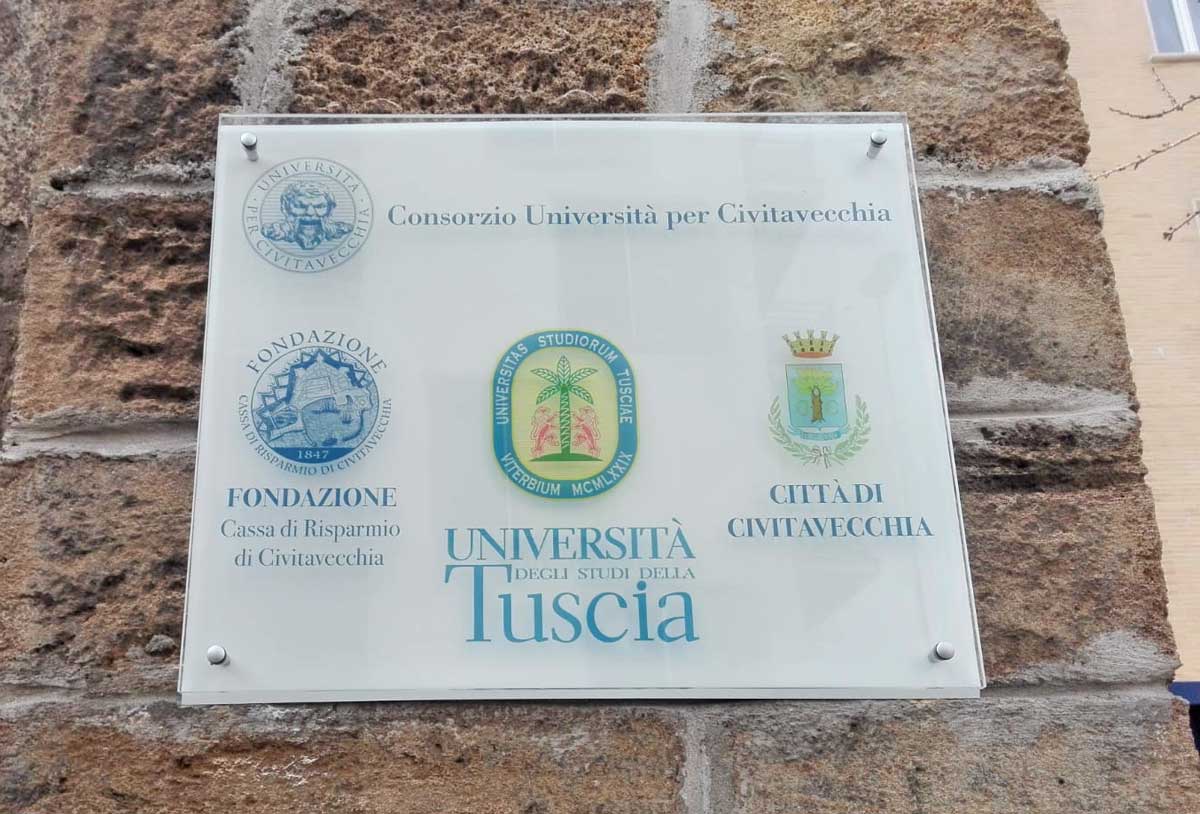 UNIVERSITÀ
PER CIVITAVECCHIA
Consorzio Università per Civitavecchia
FONDAZIONE
CASSA DI RISPARMIO DI CIVITAVECCHIA
1847
FONDAZIONE
Cassa di Risparmio
di Civitavecchia
UNIVERSITAS STUDIORUM TUSCIAE
VITERBIUM MCMLXXIX
UNIVERSITÀ
DEGLI STUDI DELLA
Tuscia
O C
CITTÀ DI
CIVITAVECCHIA